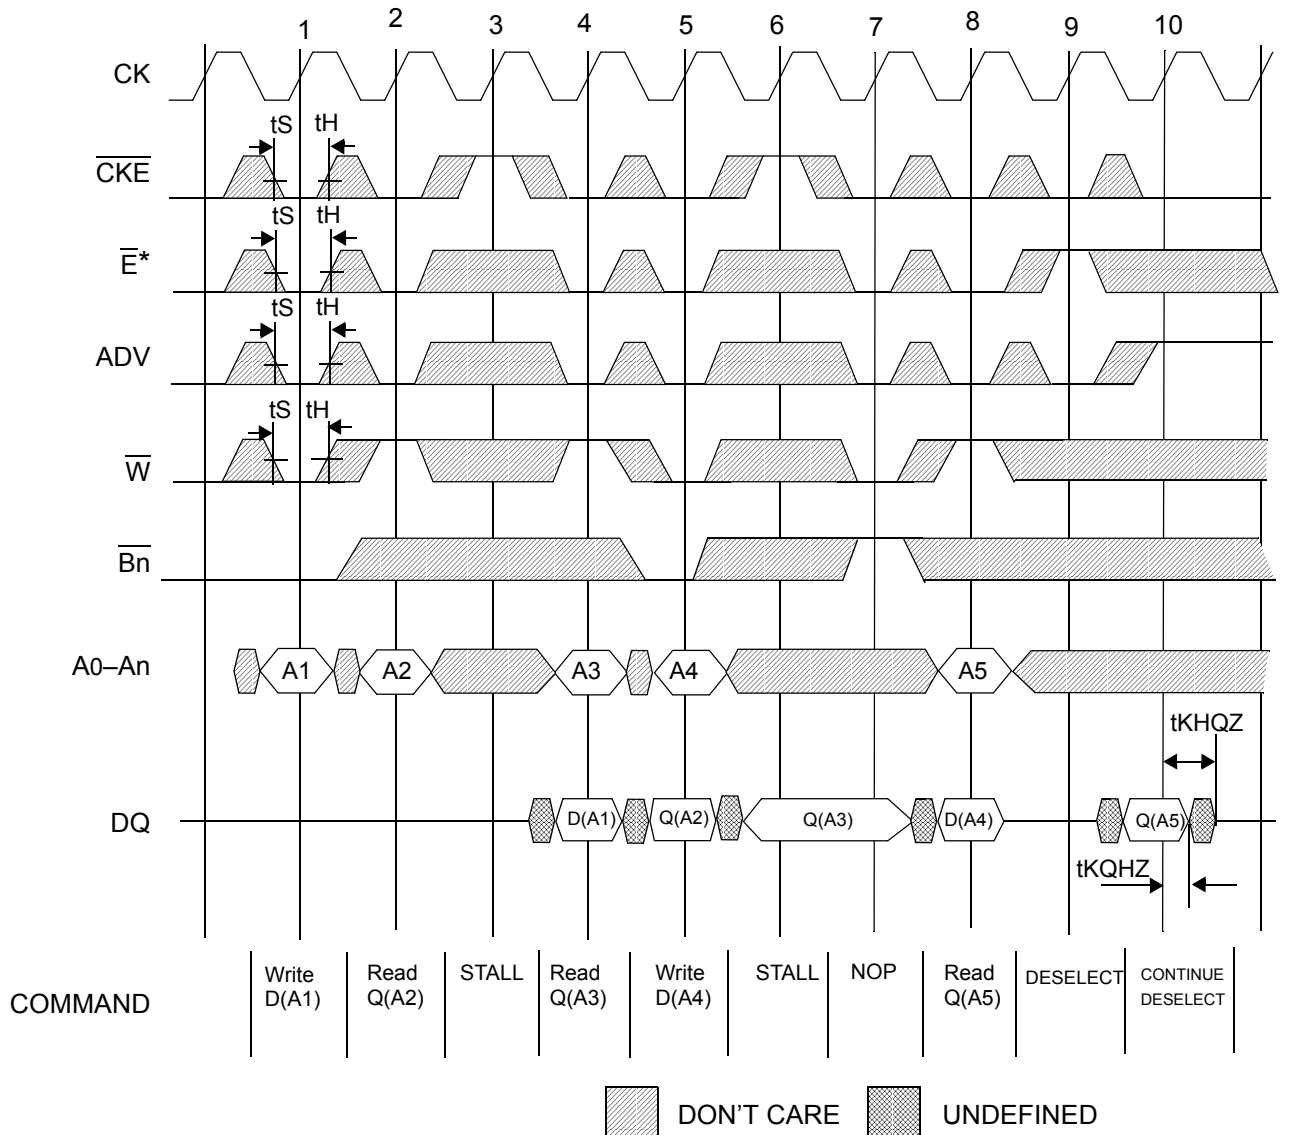 1 2 3 4 5 6 7 8 9 10
CK
tS tH
CKE
tS tH
E*
tS tH
ADV
tS tH
W
Bn
A0–An A1 A2 A3 A4 A5
tKHQZ
DQ D(A1) Q(A2) Q(A3) D(A4) Q(A5)
tKQHZ
COMMAND
Write
D(A1)
Read
Q(A2)
STALL
Read
Q(A3)
Write
D(A4)
STALL
NOP
Read
Q(A5)
DESELECT
CONTINUE
DESELECT
DON'T CARE
UNDEFINED